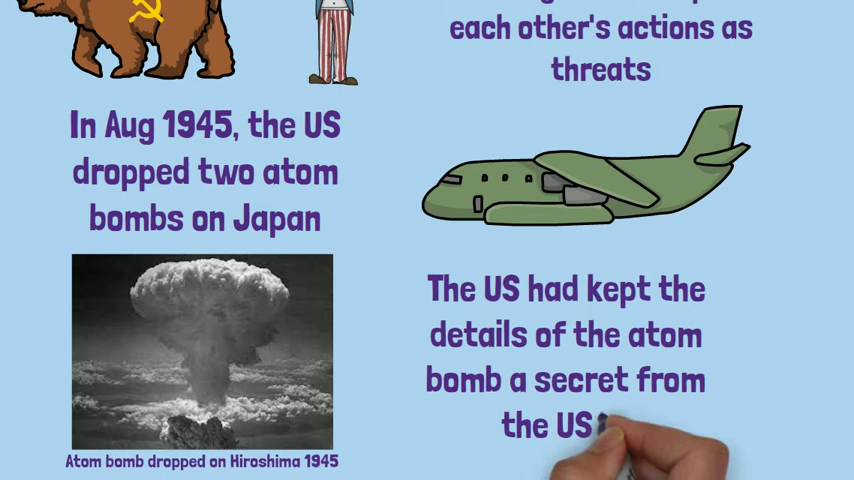 each other's actions as
threats
In Aug 1945, the US
dropped two atom
bombs on Japan
Atom bomb dropped on Hiroshima 1945
The US had kept the
details of the atom
bomb a secret from
the US